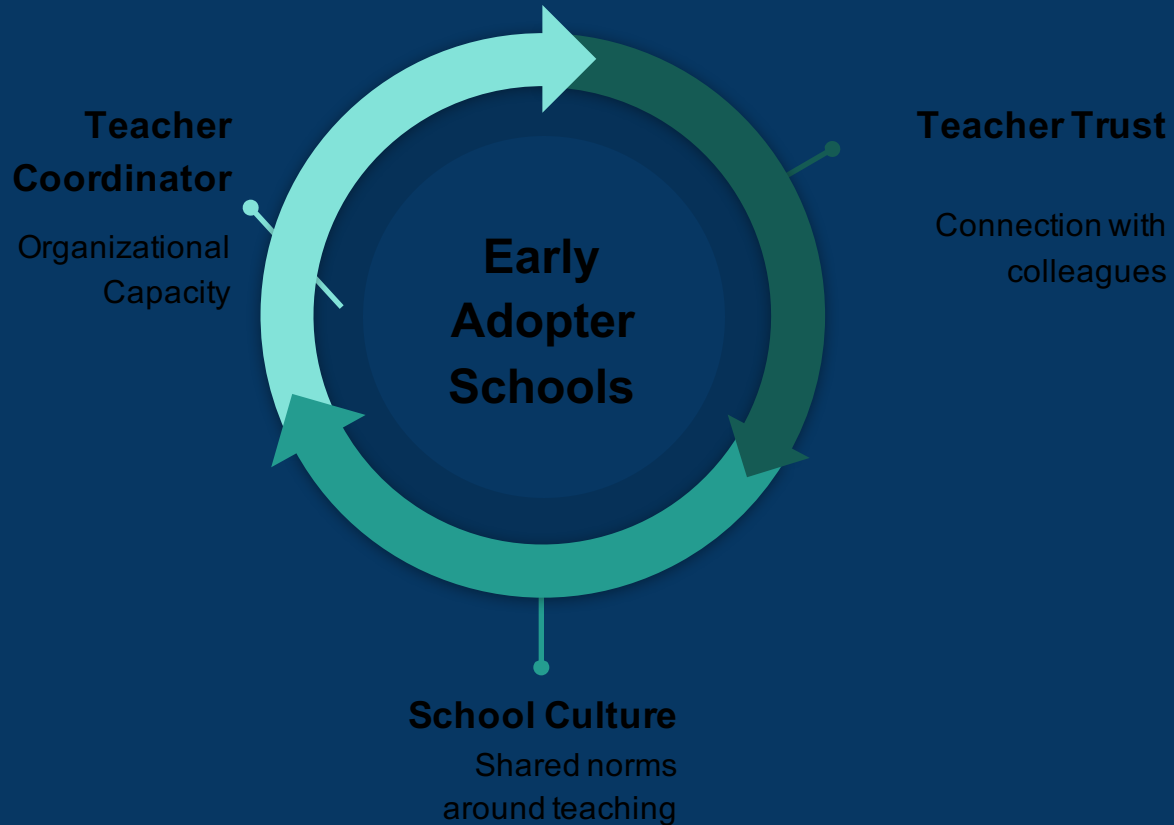 Teacher
Coordinator
Organizational
Capacity
Early
Adopter
Schools
Teacher Trust
Connection with
colleagues
School Culture
Shared norms
around teaching